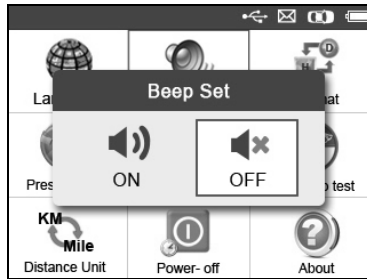 Beep Set
ON
OFF
KM
Mile
Distance Unit
Power- off
About